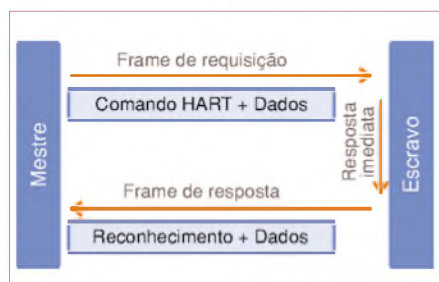 Frame de requisição
Comando HART + Dados
Mestre
Resposta
imediata
Escravo
Frame de resposta
Reconhecimento + Dados